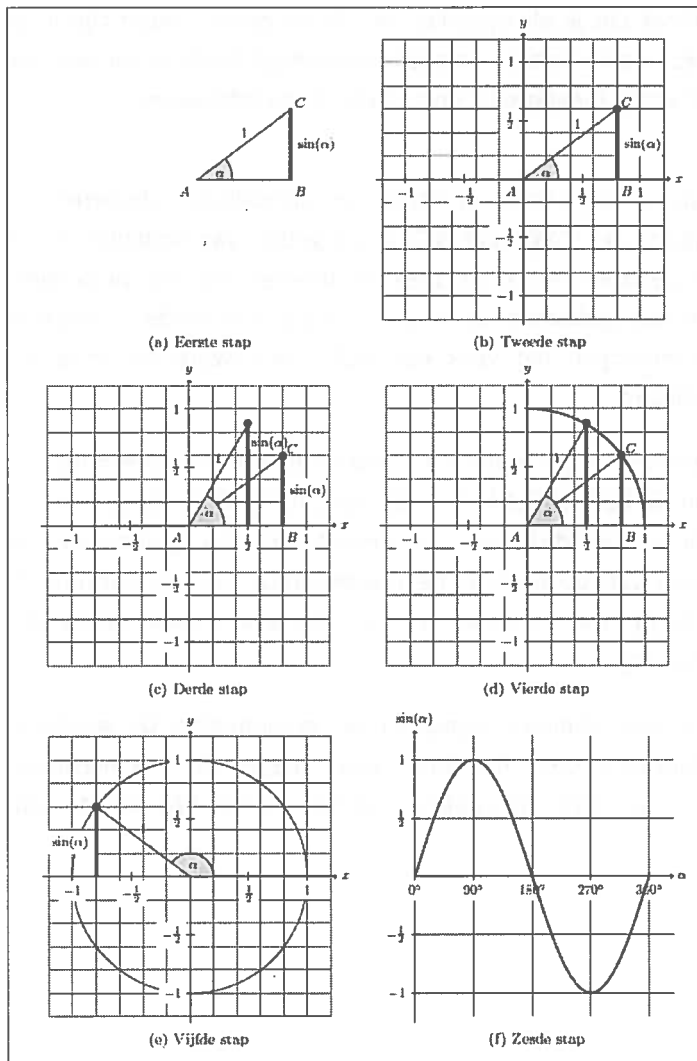 C
1
sin(α)
α
A
B
y
1
1/2
C
1
sin(α)
α
-1
-1/2
A
1/2
B
1
x
-1/2
-1
(a) Eerste stap
(b) Tweede stap
y
1
sin(α)
C
1/2
1
sin(α)
α
-1
-1/2
A
1/2
B
1
x
-1/2
-1
y
1
C
1/2
1
α
-1
-1/2
A
1/2
B
1
x
-1/2
-1
(c) Derde stap
(d) Vierde stap
y
1
1/2
sin(α)
α
-1
-1/2
1/2
1
x
-1/2
-1
sin(α)
1
1/2
0°
90°
180°
270°
360°
α
-1/2
-1
(e) Vijfde stap
(f) Zesde stap